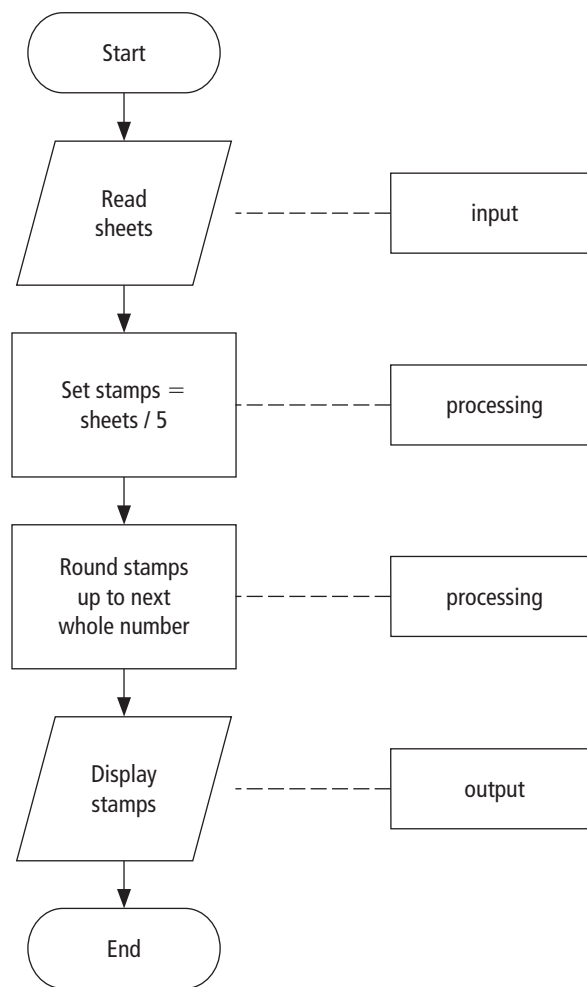 Start
Read
sheets
input
Set stamps =
sheets / 5
processing
Round stamps
up to next
whole number
processing
Display
stamps
output
End